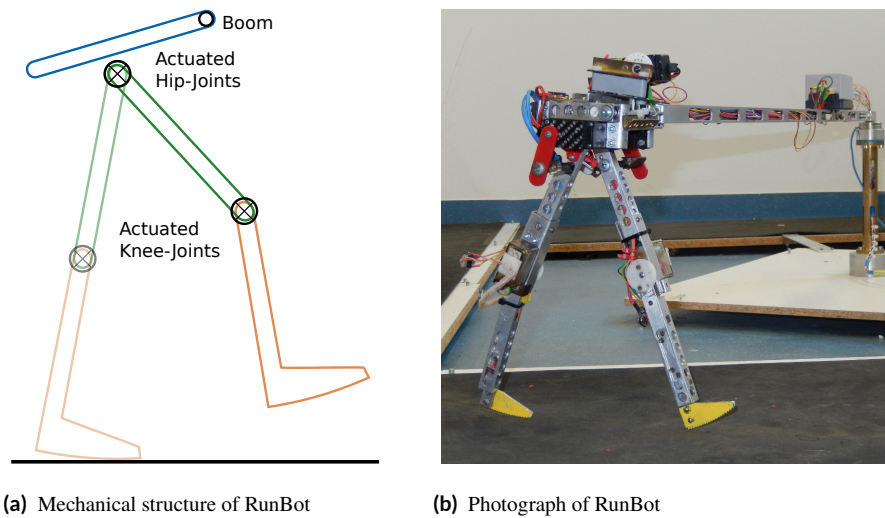 Boom
Actuated
Hip-Joints
Actuated
Knee-Joints
(a) Mechanical structure of RunBot
(b) Photograph of RunBot